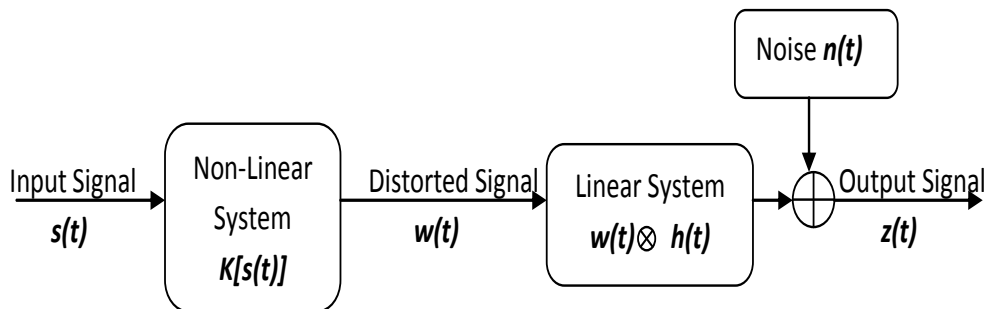 Noise n(t)
Input Signal
s(t)
Non-Linear
System
K[s(t)]
Distorted Signal
w(t)
Linear System
w(t)⊗ h(t)
Output Signal
z(t)